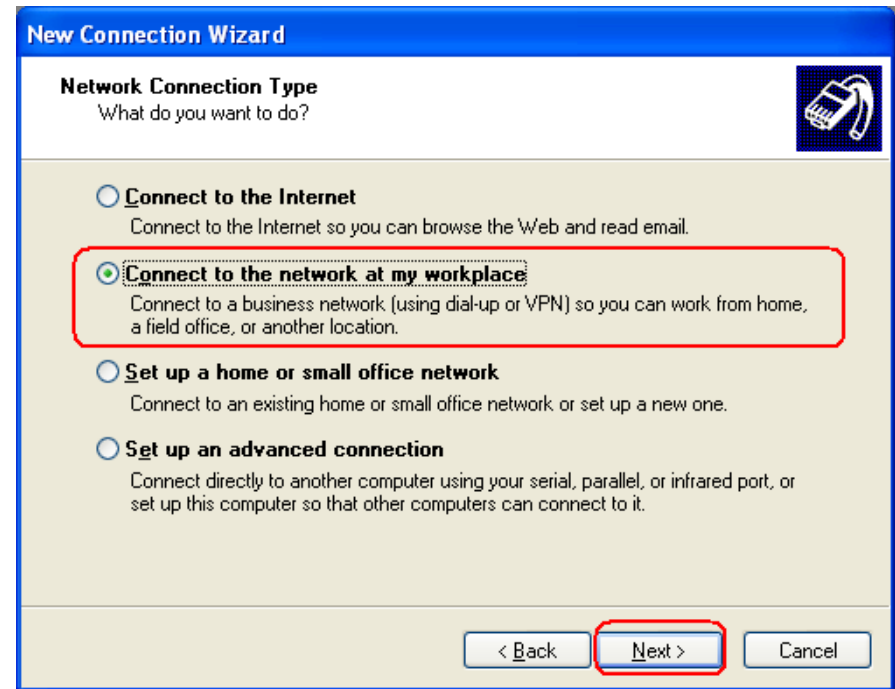 New Connection Wizard
Network Connection Type
What do you want to do?
Connect to the Internet
Connect to the Internet so you can browse the Web and read email.
Connect to the network at my workplace
Connect to a business network (using dial-up or VPN) so you can work from home,
a field office, or another location.
Set up a home or small office network
Connect to an existing home or small office network or set up a new one.
Set up an advanced connection
Connect directly to another computer using your serial, parallel, or infrared port, or
set up this computer so that other computers can connect to it.
< Back Next > Cancel